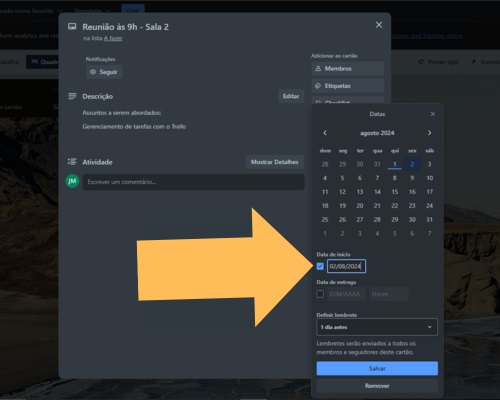 Reunião ás 9h - Sala 2
na lista A fazer
Notificações
Seguir
Descrição
Editar
Assuntos a serem abordados:
Gerenciamento de tarefas com o Trello
Atividade
Mostrar Detalhes
JM
Escrever um comentário...
Adicionar ao cartão
Membros
Etiquetas
Checklist
Datas
agosto 2024
dom seg ter qua qui sex sáb
28 29 30 31 1 2 3
4 5 6 7 8 9 10
11 12 13 14 15 16 17
18 19 20 21 22 23 24
25 26 27 28 29 30 31
1 2 3 4 5 6 7
Data de início
02/08/2024
Data de entrega
D/M/AAAA
Definir lembrete
1 dia antes
Lembretes serão enviados a todos os
membros e seguidores deste cartão.
Salvar
Remover
Power-Ups